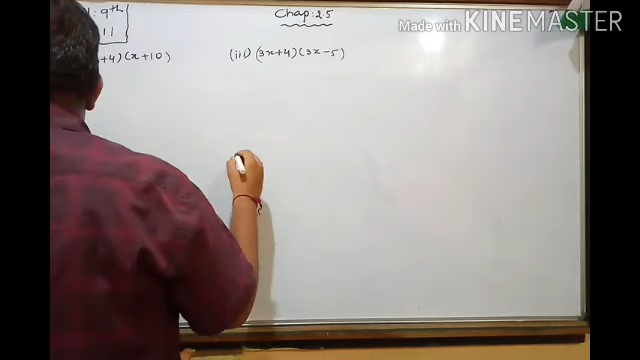 9th
Chap: 2.5
11
+4) (x+10)
(iii) (3x+4) (3x-5)
Made with KINEMASTER